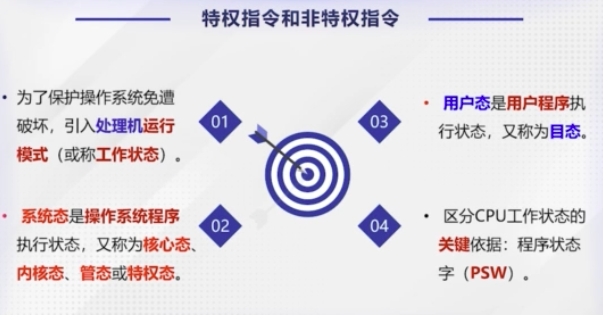 特权指令和非特权指令
• 为了保护操作系统免遭
破坏，引入处理机运行
模式（或称工作状态）。
01
• 系统态是操作系统程序
执行状态，又称为核心态、
内核态、管态或特权态。
02
03
• 用户态是用户程序执
行状态，又称为目态。
04
• 区分CPU工作状态的
关键依据：程序状态
字（PSW）。